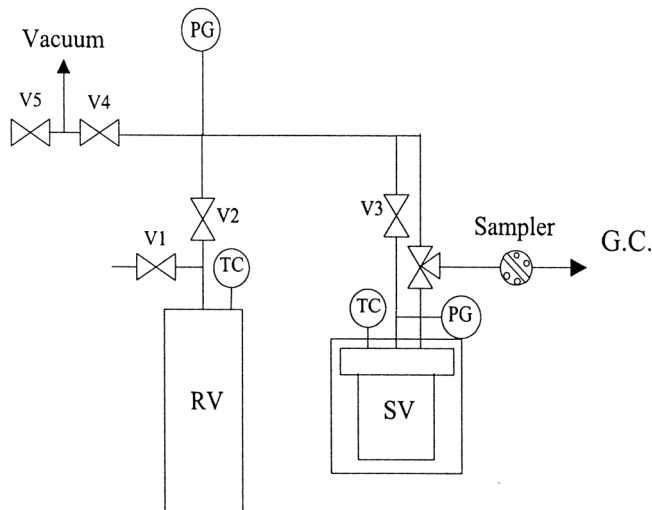 PG
Vacuum
V5
V4
V2
V3
V1
Sampler
G.C.
TC
TC
PG
RV
SV